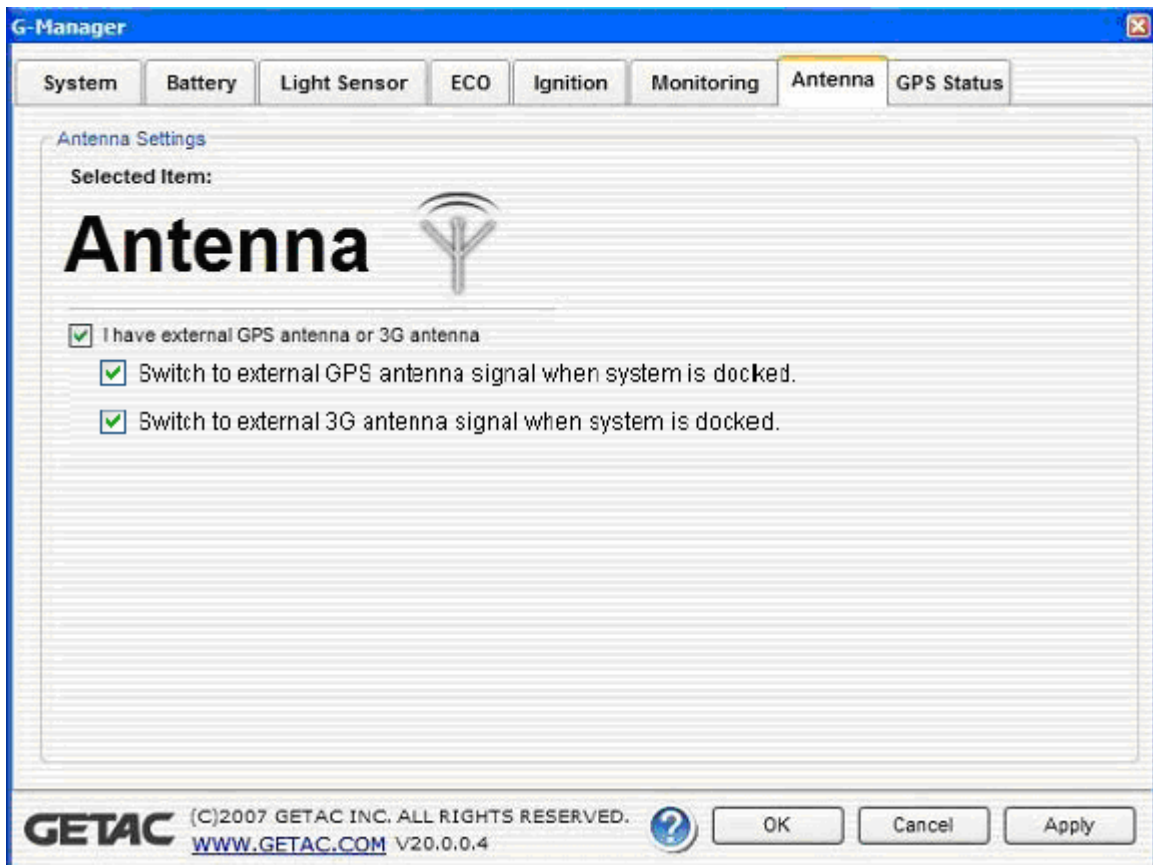 G-Manager
System Battery Light Sensor ECO Ignition Monitoring Antenna GPS Status
Antenna Settings
Selected Item:
Antenna
I have external GPS antenna or 3G antenna
Switch to external GPS antenna signal when system is docked.
Switch to external 3G antenna signal when system is docked.
GETAC (C)2007 GETAC INC. ALL RIGHTS RESERVED.
WWW.GETAC.COM V20.0.0.4
? OK Cancel Apply